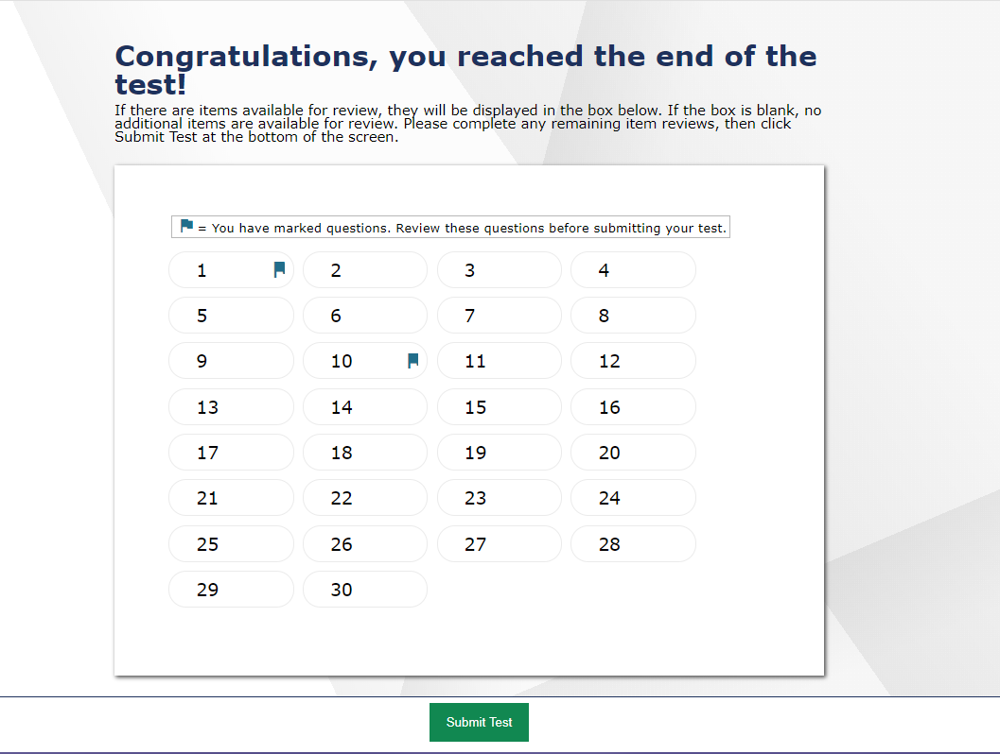 Congratulations, you reached the end of the
test!
If there are items available for review, they will be displayed in the box below. If the box is blank, no
additional items are available for review. Please complete any remaining item reviews, then click
Submit Test at the bottom of the screen.
= You have marked questions. Review these questions before submitting your test.
1 2 3 4
5 6 7 8
9 10 11 12
13 14 15 16
17 18 19 20
21 22 23 24
25 26 27 28
29 30
Submit Test